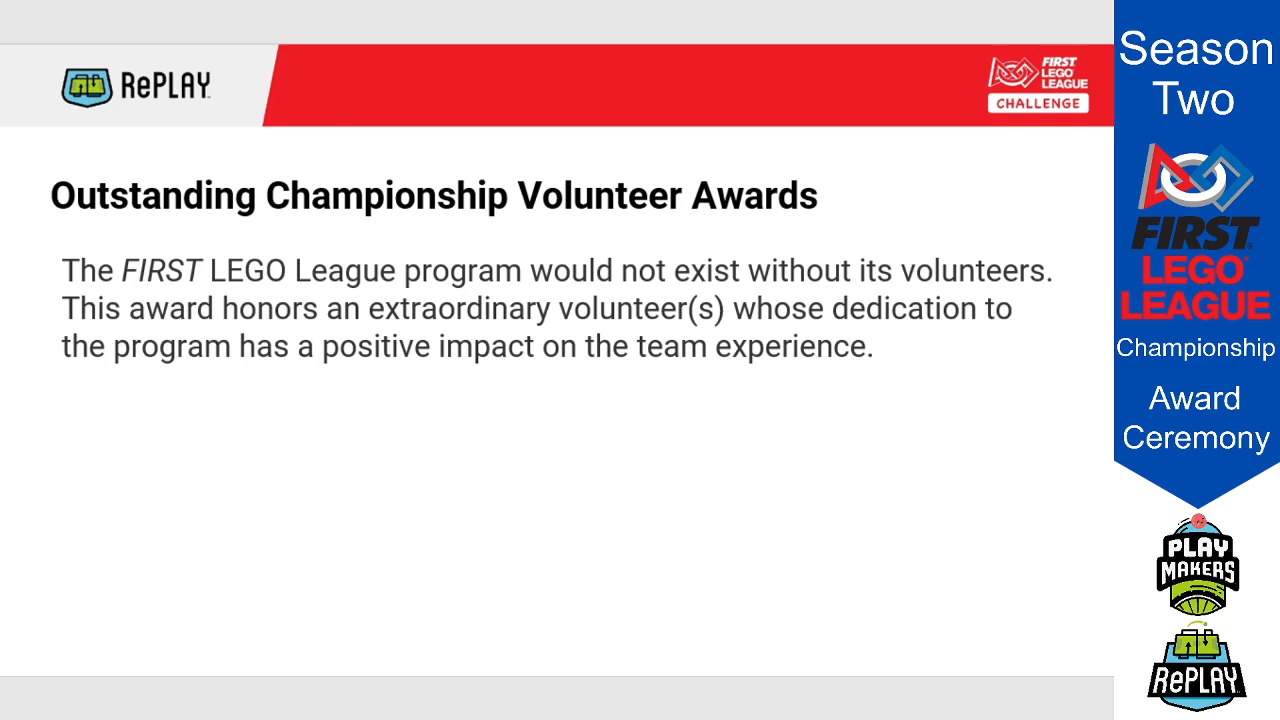 RePLAY
FIRST
LEGO
LEAGUE
CHALLENGE
Outstanding Championship Volunteer Awards
The FIRST LEGO League program would not exist without its volunteers.
This award honors an extraordinary volunteer(s) whose dedication to
the program has a positive impact on the team experience.
Season
Two
FIRST
LEGO
LEAGUE
Championship
Award
Ceremony
PLAY
MAKERS
RePLAY